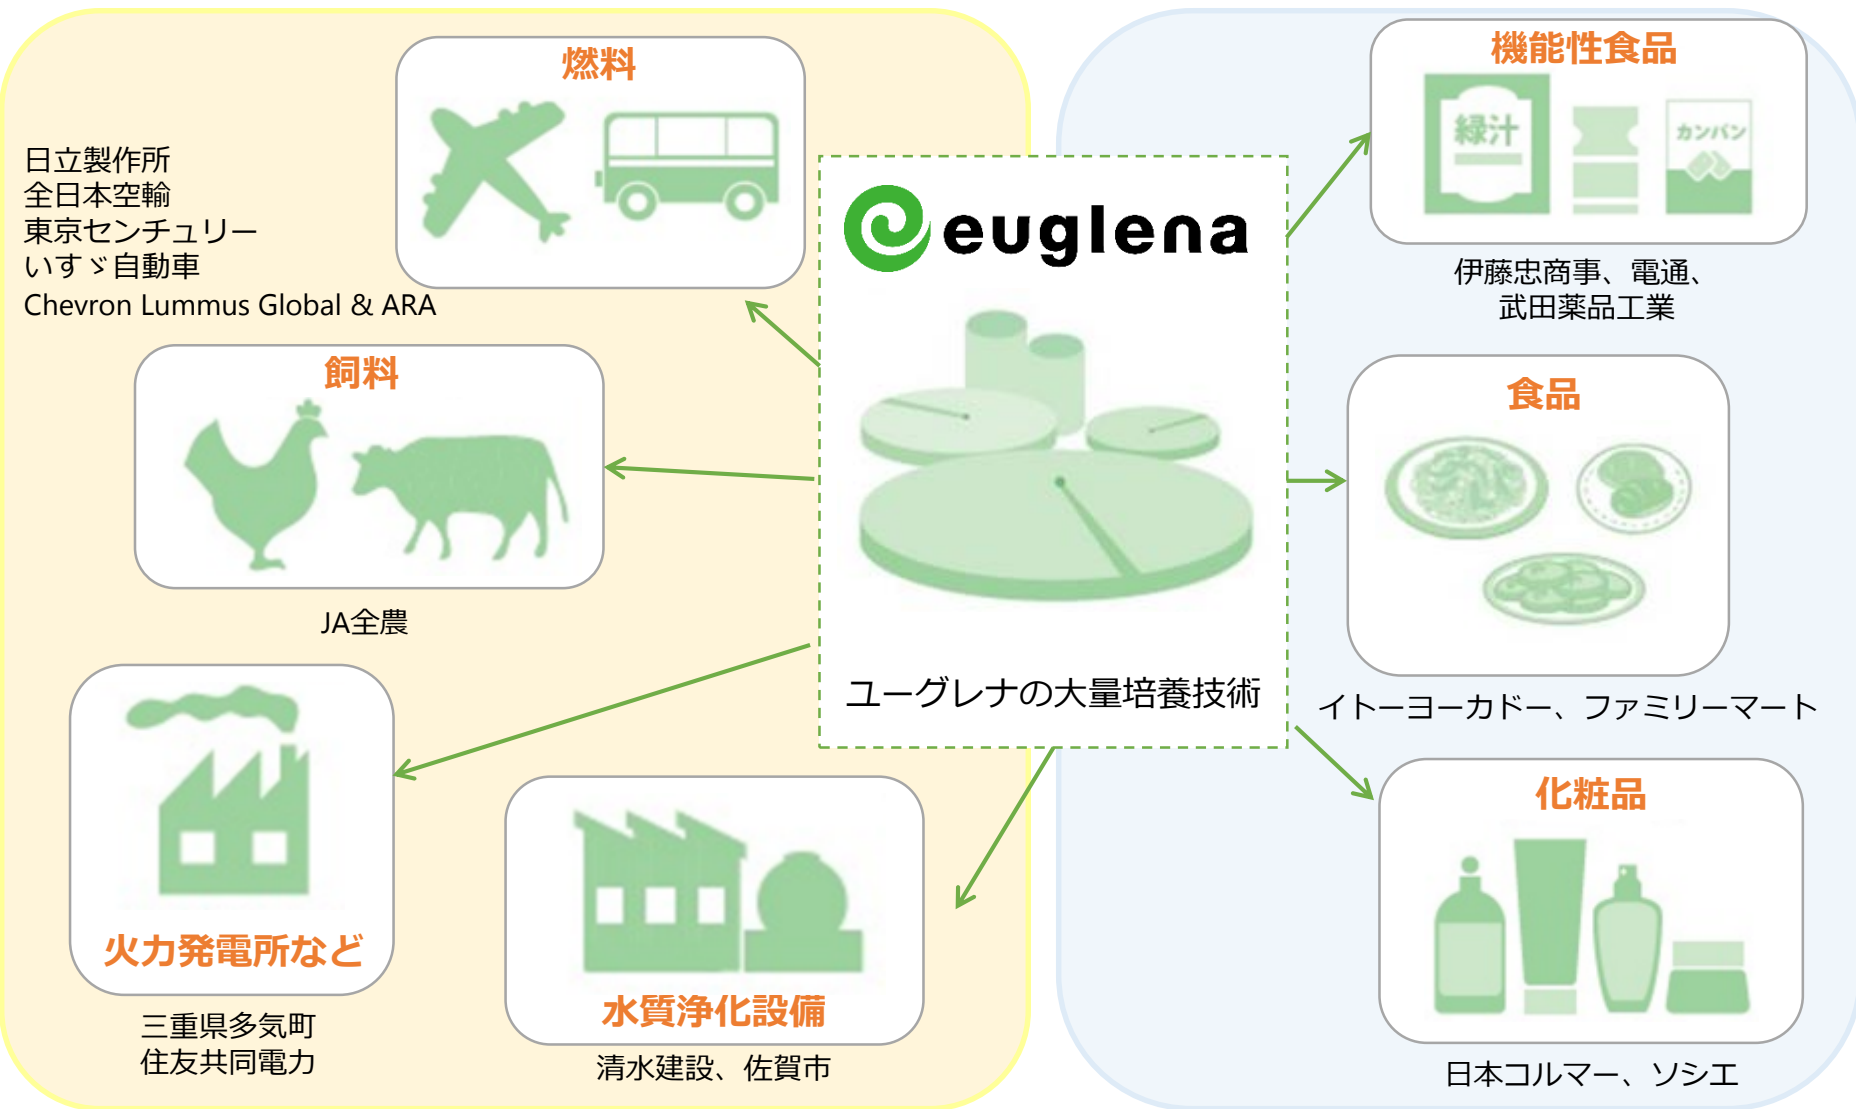 燃料
日立製作所
全日本空輸
東京センチュリー
いすゞ自動車
Chevron Lummus Global & ARA
飼料
JA全農
火力発電所など
三重県多気町
住友共同電力
水質浄化設備
清水建設、佐賀市
euglena
ユーグレナの大量培養技術
機能性食品
緑汁
カンパン
伊藤忠商事、電通、
武田薬品工業
食品
イトーヨーカドー、ファミリーマート
化粧品
日本コルマー、ソシエ